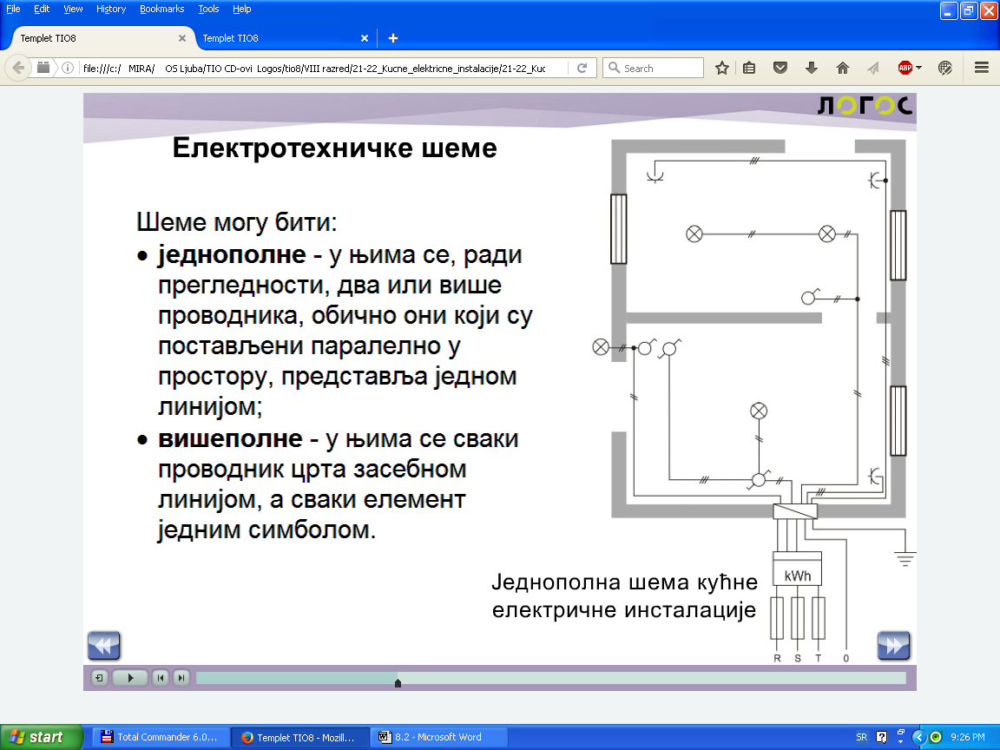 File Edit View History Bookmarks Tools Help
Templet TIO8
Templet TIO8
file:///c:/ MIRA/ OS Ljuba/TIO CD-ovi Logos/tio8/VIII razred/21-22_Kucne_elektricne_instalacije/21-22_Kuc
Search
ABP
ЛОГОС
Електротехничке шеме
Шеме могу бити:
• једнополне - у њима се, ради
прегледности, два или више
проводника, обично они који су
постављени паралелно у
простору, представља једном
линијом;
• вишеполне - у њима се сваки
проводник црта засебном
линијом, а сваки елемент
једним симболом.
kWh
R S T 0
Једнополна шема кућне
електричне инсталације
start
Total Commander 6.0...
Templet TIO8 - Mozill...
8.2 - Microsoft Word
SR
9:26 PM